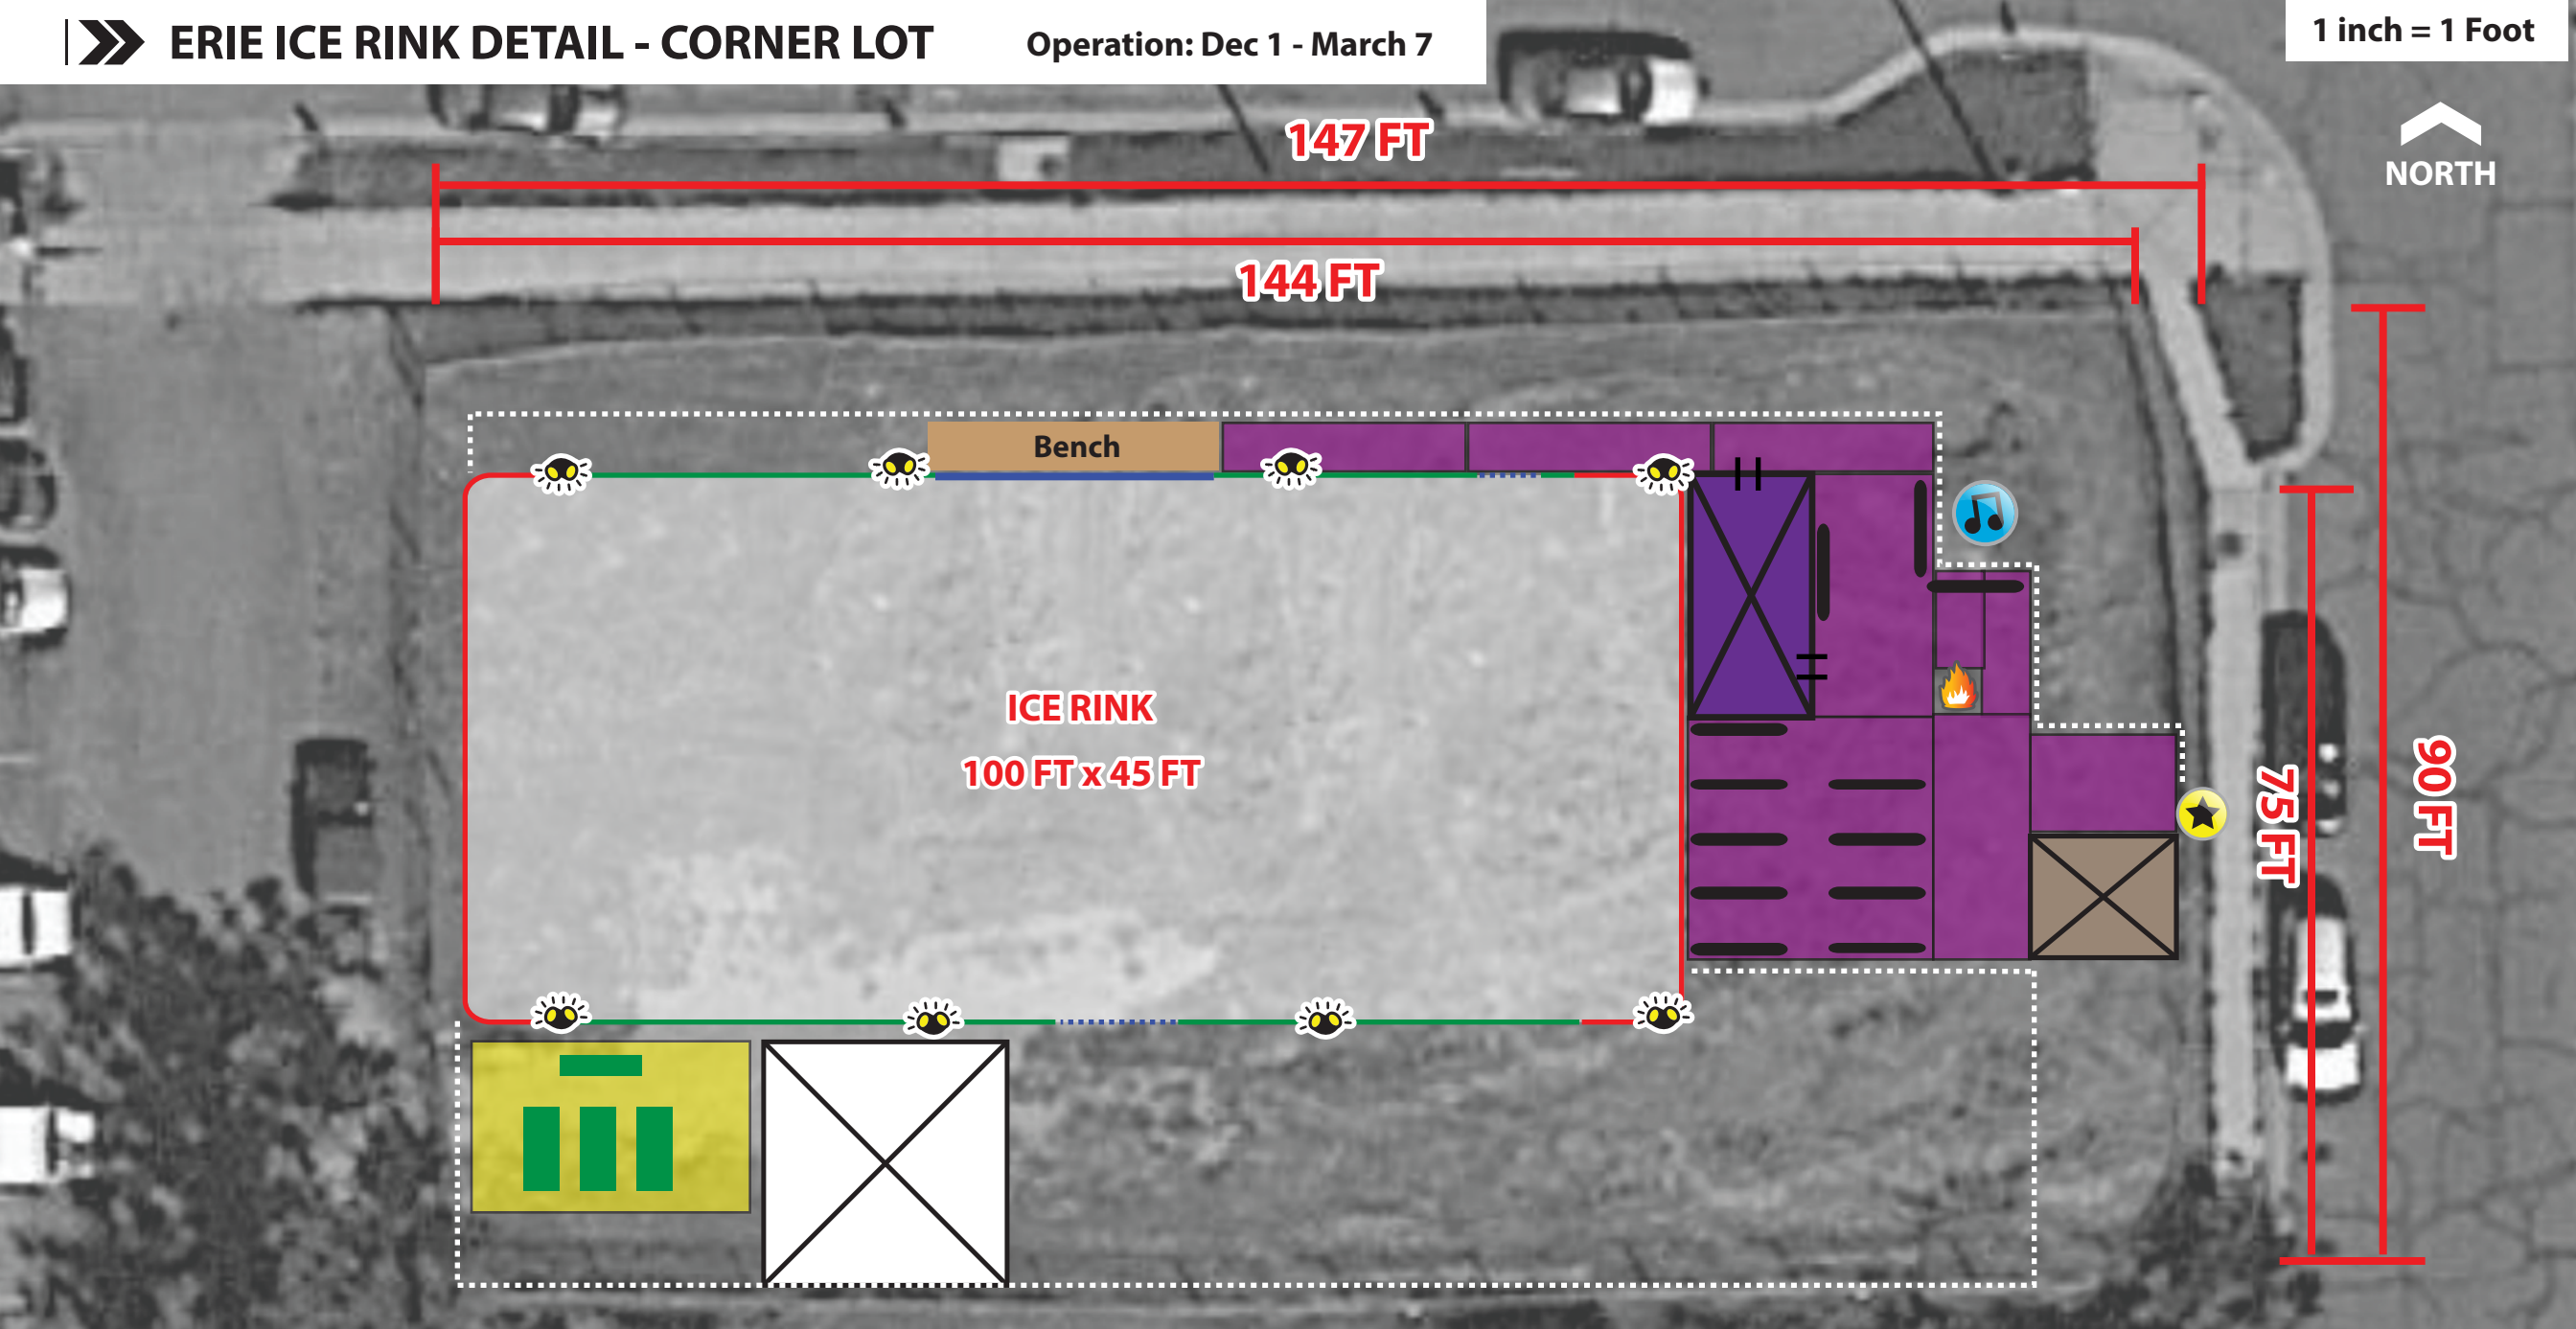 ERIE ICE RINK DETAIL - CORNER LOT
Operation: Dec 1 - March 7
1 inch = 1 Foot
NORTH
147 FT
144 FT
Bench
ICE RINK
100 FT x 45 FT
75 FT
90 FT